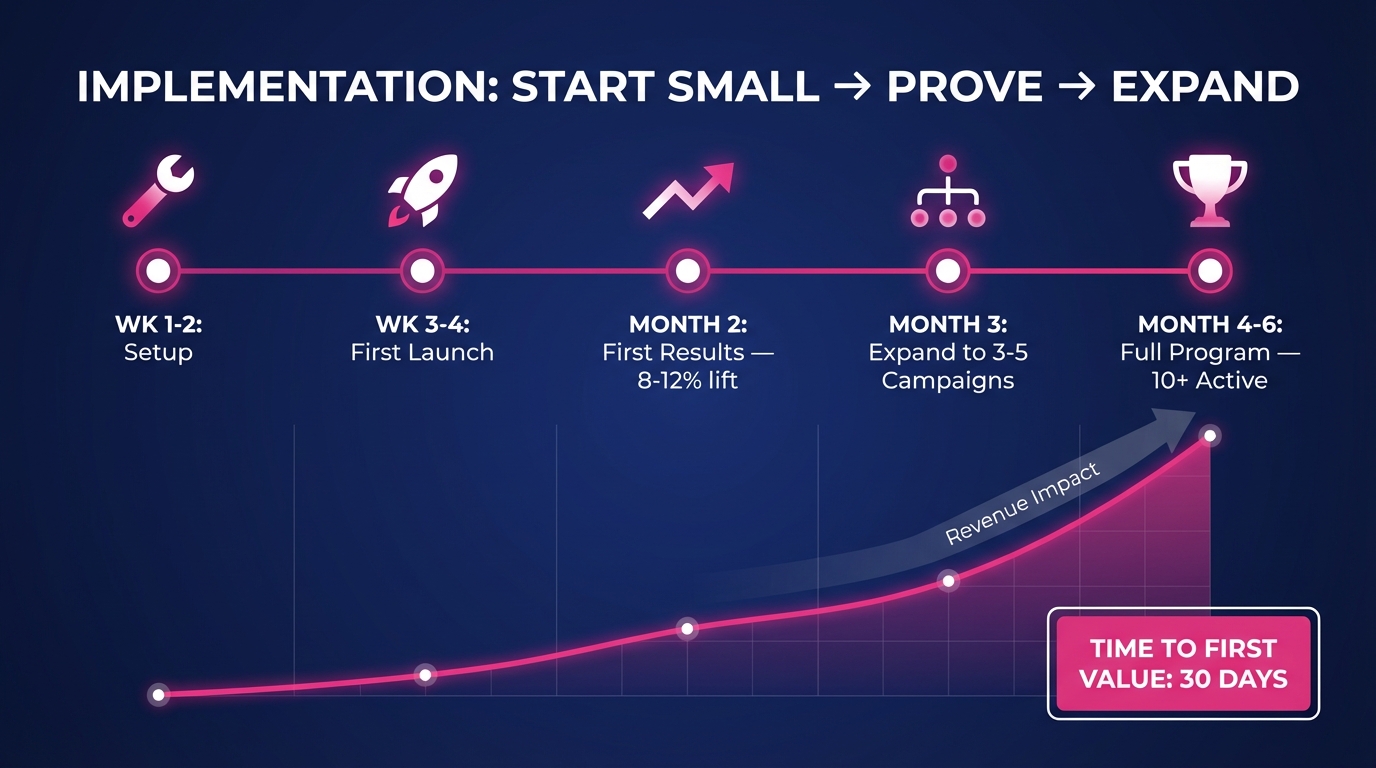 IMPLEMENTATION: START SMALL → PROVE → EXPAND
WK 1-2:
Setup
WK 3-4:
First Launch
MONTH 2:
First Results —
8-12% lift
MONTH 3:
Expand to 3-5
Campaigns
MONTH 4-6:
Full Program —
10+ Active
Revenue Impact
TIME TO FIRST
VALUE: 30 DAYS